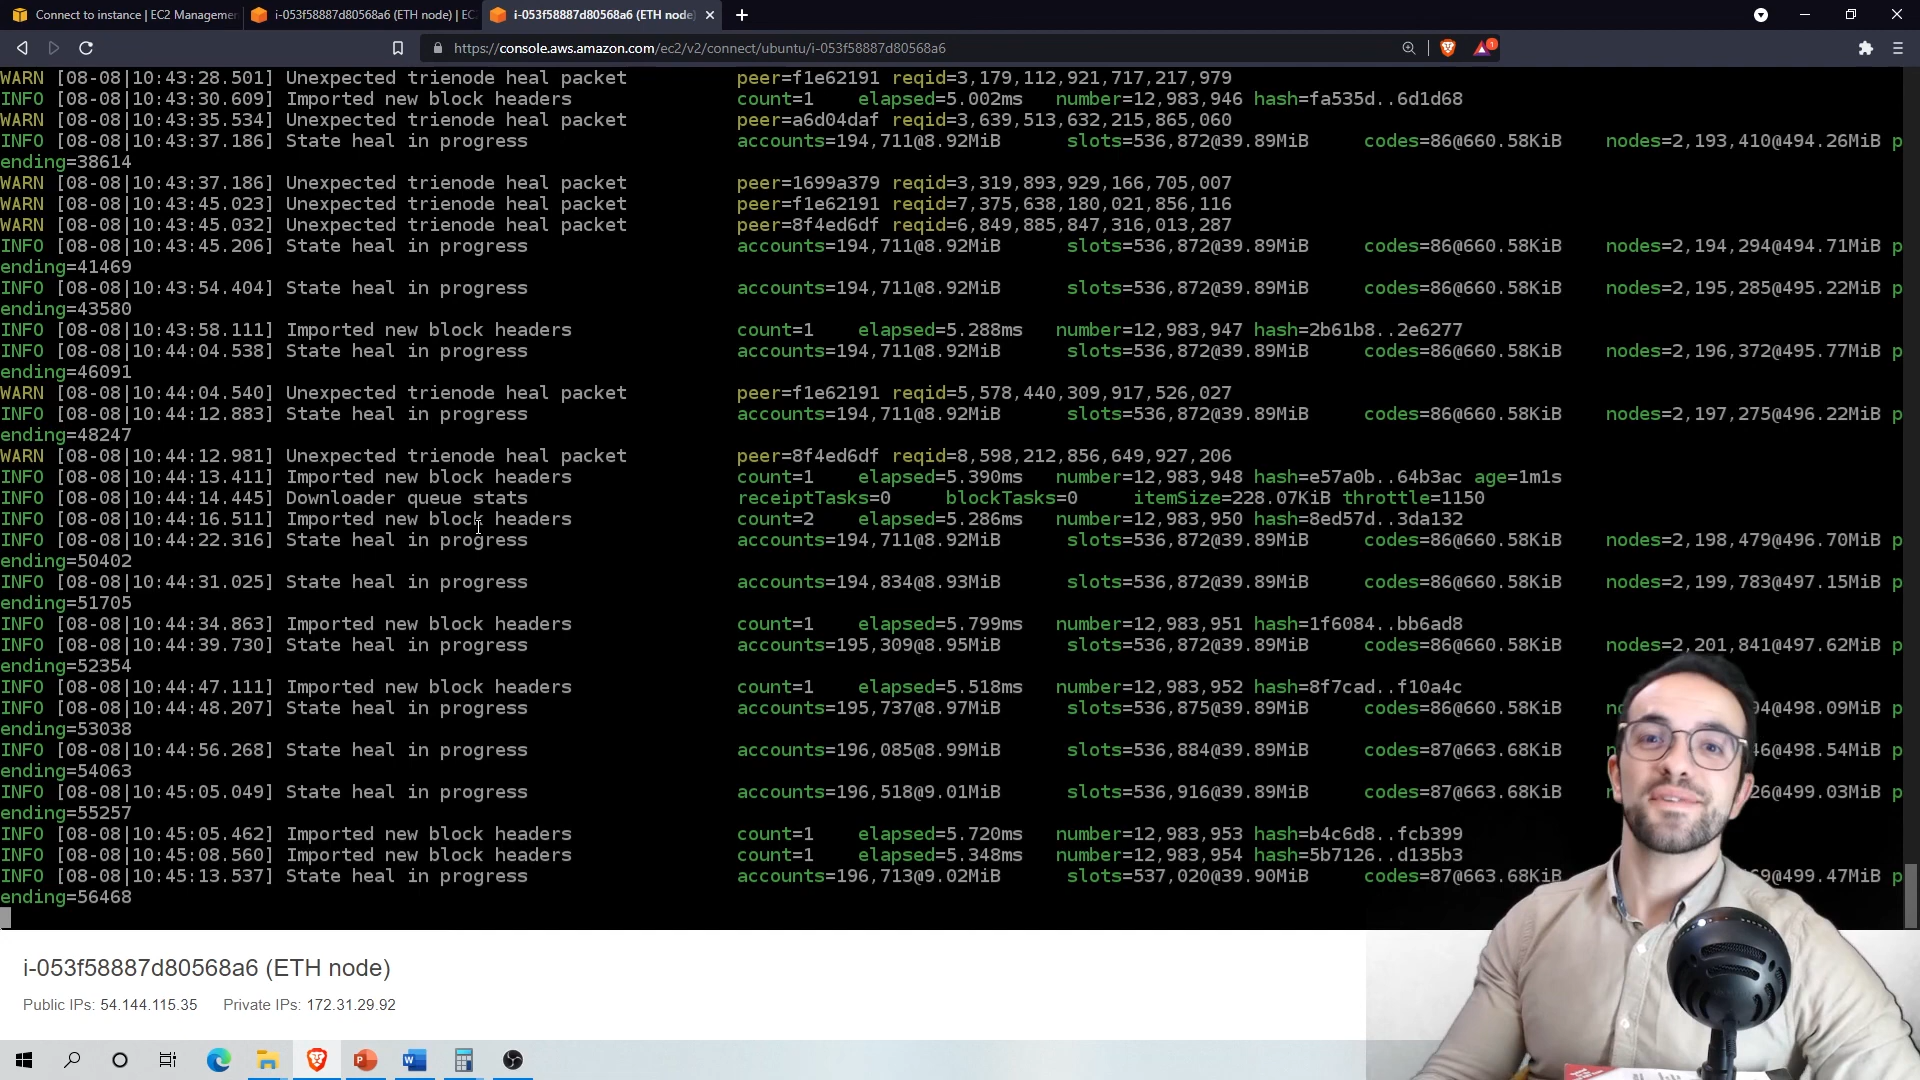 Connect to instance | EC2 Managemen
i-053f58887d80568a6 (ETH node) | EC
i-053f58887d80568a6 (ETH node)
https://console.aws.amazon.com/ec2/v2/connect/ubuntu/i-053f58887d80568a6
1
WARN [08-08|10:43:28.501] Unexpected trienode heal packet peer=f1e62191 reqid=3,179,112,921,717,217,979
INFO [08-08|10:43:30.609] Imported new block headers count=1 elapsed=5.002ms number=12,983,946 hash=fa535d..6d1d68
WARN [08-08|10:43:35.534] Unexpected trienode heal packet peer=a6d04daf reqid=3,639,513,632,215,865,060
INFO [08-08|10:43:37.186] State heal in progress accounts=194,711@8.92MiB slots=536,872@39.89MiB codes=86@660.58KiB nodes=2,193,410@494.26MiB p
ending=38614
WARN [08-08|10:43:37.186] Unexpected trienode heal packet peer=1699a379 reqid=3,319,893,929,166,705,007
WARN [08-08|10:43:45.023] Unexpected trienode heal packet peer=f1e62191 reqid=7,375,638,180,021,856,116
WARN [08-08|10:43:45.032] Unexpected trienode heal packet peer=8f4ed6df reqid=6,849,885,847,316,013,287
INFO [08-08|10:43:45.206] State heal in progress accounts=194,711@8.92MiB slots=536,872@39.89MiB codes=86@660.58KiB nodes=2,194,294@494.71MiB p
ending=41469
INFO [08-08|10:43:54.404] State heal in progress accounts=194,711@8.92MiB slots=536,872@39.89MiB codes=86@660.58KiB nodes=2,195,285@495.22MiB p
ending=43580
INFO [08-08|10:43:58.111] Imported new block headers count=1 elapsed=5.288ms number=12,983,947 hash=2b61b8..2e6277
INFO [08-08|10:44:04.538] State heal in progress accounts=194,711@8.92MiB slots=536,872@39.89MiB codes=86@660.58KiB nodes=2,196,372@495.77MiB p
ending=46091
WARN [08-08|10:44:04.540] Unexpected trienode heal packet peer=f1e62191 reqid=5,578,440,309,917,526,027
INFO [08-08|10:44:12.883] State heal in progress accounts=194,711@8.92MiB slots=536,872@39.89MiB codes=86@660.58KiB nodes=2,197,275@496.22MiB p
ending=48247
WARN [08-08|10:44:12.981] Unexpected trienode heal packet peer=8f4ed6df reqid=8,598,212,856,649,927,206
INFO [08-08|10:44:13.411] Imported new block headers count=1 elapsed=5.390ms number=12,983,948 hash=e57a0b..64b3ac age=1m1s
INFO [08-08|10:44:14.445] Downloader queue stats receiptTasks=0 blockTasks=0 itemSize=228.07KiB throttle=1150
INFO [08-08|10:44:16.511] Imported new block headers count=2 elapsed=5.286ms number=12,983,950 hash=8ed57d..3da132
INFO [08-08|10:44:22.316] State heal in progress accounts=194,711@8.92MiB slots=536,872@39.89MiB codes=86@660.58KiB nodes=2,198,479@496.70MiB p
ending=50402
INFO [08-08|10:44:31.025] State heal in progress accounts=194,834@8.93MiB slots=536,872@39.89MiB codes=86@660.58KiB nodes=2,199,783@497.15MiB p
ending=51705
INFO [08-08|10:44:34.863] Imported new block headers count=1 elapsed=5.799ms number=12,983,951 hash=1f6084..bb6ad8
INFO [08-08|10:44:39.730] State heal in progress accounts=195,309@8.95MiB slots=536,872@39.89MiB codes=86@660.58KiB nodes=2,201,841@497.62MiB p
ending=52354
INFO [08-08|10:44:47.111] Imported new block headers count=1 elapsed=5.518ms number=12,983,952 hash=8f7cad..f10a4c
INFO [08-08|10:44:48.207] State heal in progress accounts=195,737@8.97MiB slots=536,875@39.89MiB codes=86@660.58KiB 4@498.09MiB p
ending=53038
INFO [08-08|10:44:56.268] State heal in progress accounts=196,085@8.99MiB slots=536,884@39.89MiB codes=87@663.68KiB 46@498.54MiB p
ending=54063
INFO [08-08|10:45:05.049] State heal in progress accounts=196,518@9.01MiB slots=536,916@39.89MiB codes=87@663.68KiB 26@499.03MiB p
ending=55257
INFO [08-08|10:45:05.462] Imported new block headers count=1 elapsed=5.720ms number=12,983,953 hash=b4c6d8..fcb399
INFO [08-08|10:45:08.560] Imported new block headers count=1 elapsed=5.348ms number=12,983,954 hash=5b7126..d135b3
INFO [08-08|10:45:13.537] State heal in progress accounts=196,713@9.02MiB slots=537,020@39.90MiB codes=87@663.68KiB 9@499.47MiB p
ending=56468
i-053f58887d80568a6 (ETH node)
Public IPs: 54.144.115.35 Private IPs: 172.31.29.92